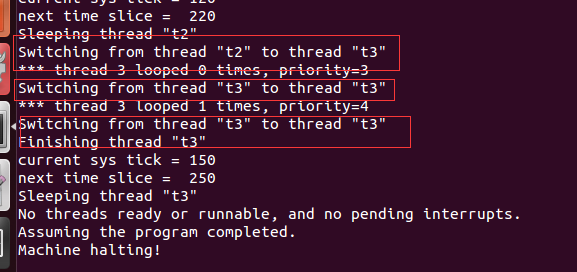 current sys tick = 120
next time slice =  220
Sleeping thread "t2"
Switching from thread "t2" to thread "t3"
*** thread 3 looped 0 times, priority=3
Switching from thread "t3" to thread "t3"
*** thread 3 looped 1 times, priority=4
Switching from thread "t3" to thread "t3"
Finishing thread "t3"
current sys tick = 150
next time slice =  250
Sleeping thread "t3"
No threads ready or runnable, and no pending interrupts.
Assuming the program completed.
Machine halting!